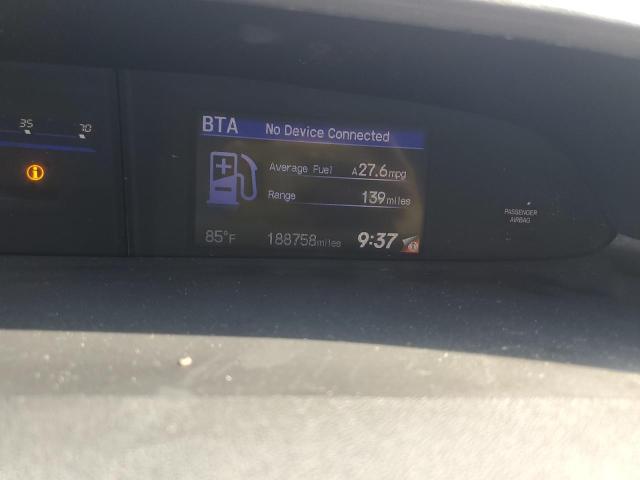 35 70
BTA No Device Connected
Average Fuel A27.6mpg
Range 139miles
85°F 188758miles 9:37
PASSENGER
AIRBAG